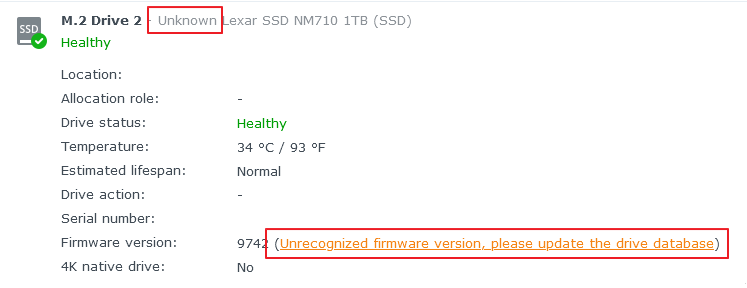 SSD
M.2 Drive 2 - Unknown Lexar SSD NM710 1TB (SSD)
Healthy
Location:
Allocation role: -
Drive status: Healthy
Temperature: 34 °C / 93 °F
Estimated lifespan: Normal
Drive action: -
Serial number:
Firmware version: 9742 (Unrecognized firmware version, please update the drive database)
4K native drive: No